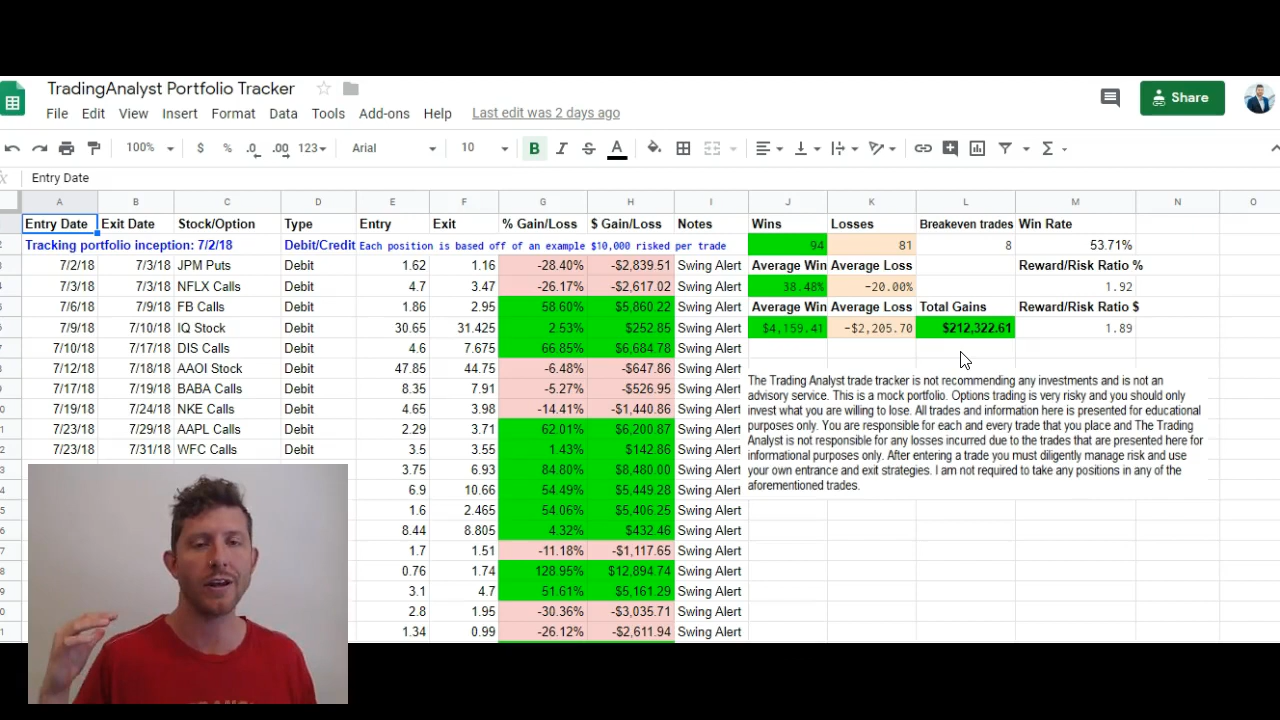 TradingAnalyst Portfolio Tracker
Share
File Edit View Insert Format Data Tools Add-ons Help Last edit was 2 days ago
100% $ % .0 .00 123 Arial 10 B I S A
Entry Date
A B C D E F G H I J K L M N O
Entry Date Exit Date Stock/Option Type Entry Exit % Gain/Loss $ Gain/Loss Notes Wins Losses Breakeven trades Win Rate
Tracking portfolio inception: 7/2/18 Debit/Credit Each position is based off of an example $10,000 risked per trade 94 81 8 53.71%
7/2/18 7/3/18 JPM Puts Debit 1.62 1.16 -28.40% -$2,839.51 Swing Alert Average Win Average Loss Reward/Risk Ratio %
7/3/18 7/3/18 NFLX Calls Debit 4.7 3.47 -26.17% -$2,617.02 Swing Alert 38.48% -20.00% 1.92
7/6/18 7/9/18 FB Calls Debit 1.86 2.95 58.60% $5,860.22 Swing Alert Average Win Average Loss Total Gains Reward/Risk Ratio $
7/9/18 7/10/18 IQ Stock Debit 30.65 31.425 2.53% $252.85 Swing Alert $4,159.41 -$2,205.70 $212,322.61 1.89
7/10/18 7/17/18 DIS Calls Debit 4.6 7.675 66.85% $6,684.78 Swing Alert
7/12/18 7/18/18 AAOI Stock Debit 47.85 44.75 -6.48% -$647.86 Swing Alert
7/17/18 7/19/18 BABA Calls Debit 8.35 7.91 -5.27% -$526.95 Swing Alert
7/19/18 7/24/18 NKE Calls Debit 4.65 3.98 -14.41% -$1,440.86 Swing Alert
7/23/18 7/29/18 AAPL Calls Debit 2.29 3.71 62.01% $6,200.87 Swing Alert
7/23/18 7/31/18 WFC Calls Debit 3.5 3.55 1.43% $142.86 Swing Alert
3.75 6.93 84.80% $8,480.00 Swing Alert
6.9 10.66 54.49% $5,449.28 Swing Alert
1.6 2.465 54.06% $5,406.25 Swing Alert
8.44 8.805 4.32% $432.46 Swing Alert
1.7 1.51 -11.18% -$1,117.65 Swing Alert
0.76 1.74 128.95% $12,894.74 Swing Alert
3.1 4.7 51.61% $5,161.29 Swing Alert
2.8 1.95 -30.36% -$3,035.71 Swing Alert
1.34 0.99 -26.12% -$2,611.94 Swing Alert
The Trading Analyst trade tracker is not recommending any investments and is not an
advisory service. This is a mock portfolio. Options trading is very risky and you should only
invest what you are willing to lose. All trades and information here is presented for educational
purposes only. You are responsible for each and every trade that you place and The Trading
Analyst is not responsible for any losses incurred due to the trades that are presented here for
informational purposes only. After entering a trade you must diligently manage risk and use
your own entrance and exit strategies. I am not required to take any positions in any of the
aforementioned trades.